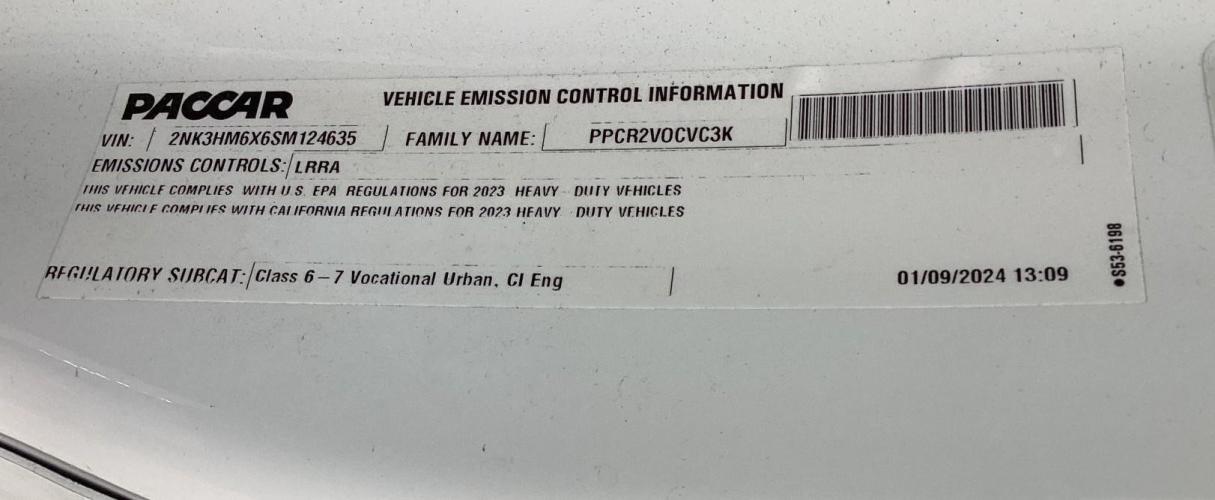 PACCAR VEHICLE EMISSION CONTROL INFORMATION
VIN: 2NK3HM6X6SM124635 FAMILY NAME: PPCR2VOCVC3K
EMISSIONS CONTROLS: LRRA
THIS VEHICLE COMPLIES WITH U.S. EPA REGULATIONS FOR 2023 HEAVY - DUTY VEHICLES
THIS VEHICLE COMPLIES WITH CALIFORNIA REGULATIONS FOR 2023 HEAVY - DUTY VEHICLES
REGULATORY SUBCAT: Class 6-7 Vocational Urban, CI Eng 01/09/2024 13:09
●S53-6198